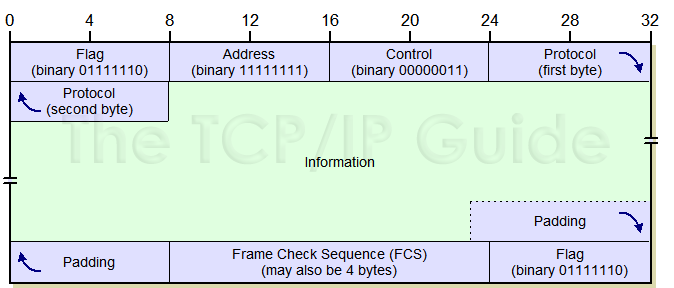 0 4 8 12 16 20 24 28 32
Flag Address Control Protocol
(binary 01111110) (binary 11111111) (binary 00000011) (first byte)
Protocol
(second byte)
The TCP/IP Guide
Information
Padding
Padding Frame Check Sequence (FCS) Flag
(may also be 4 bytes) (binary 01111110)